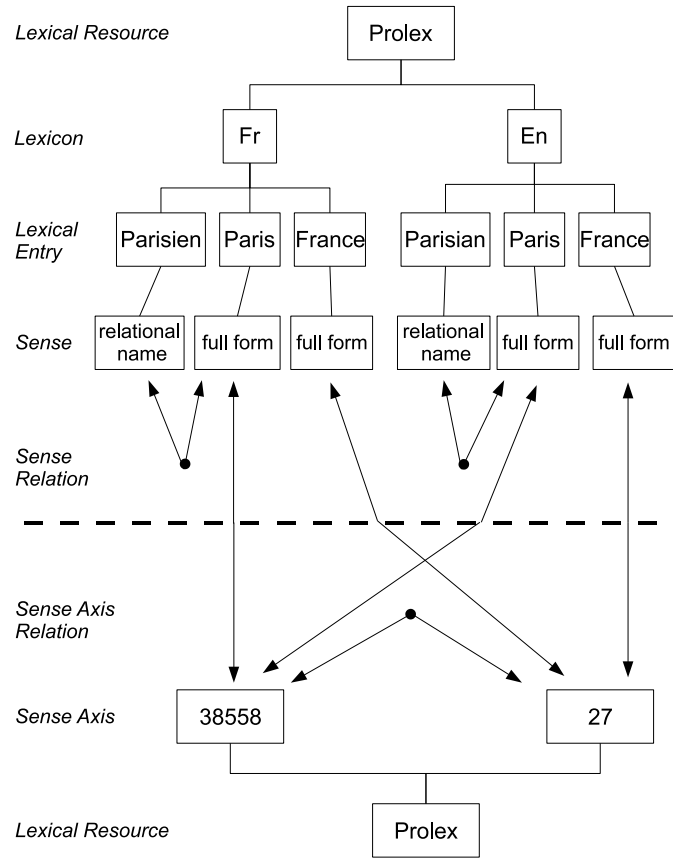 Lexical Resource
Prolex
Lexicon
Fr
En
Lexical
Entry
Parisien
Paris
France
Parisian
Paris
France
Sense
relational
name
full form
full form
relational
name
full form
full form
Sense
Relation
Sense Axis
Relation
Sense Axis
38558
27
Lexical Resource
Prolex